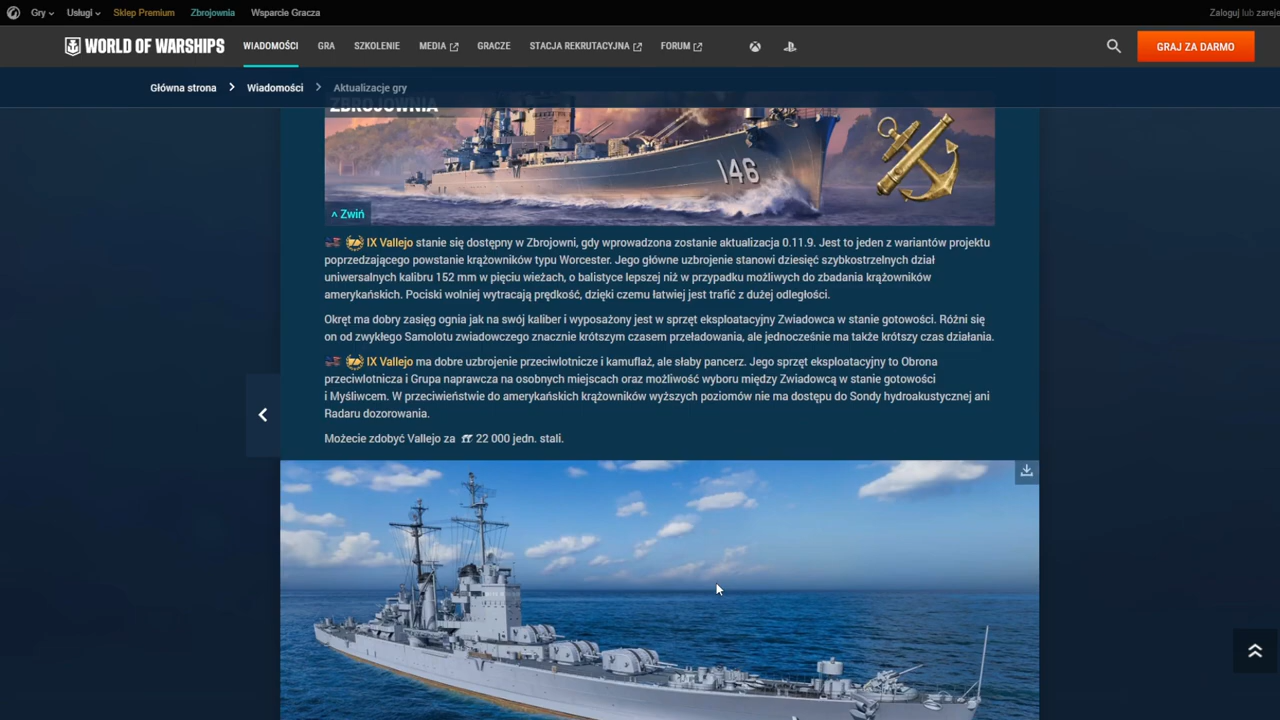 Gry Usługi Sklep Premium Zbrojownia Wsparcie Gracza Zaloguj lub zareje
WORLD OF WARSHIPS WIADOMOŚCI GRA SZKOLENIE MEDIA GRACZE STACJA REKRUTACYJNA FORUM GRAJ ZA DARMO
Główna strona > Wiadomości > Aktualizacje gry
ZBROJOWNIA
146
^ Zwiń
IX Vallejo stanie się dostępny w Zbrojowni, gdy wprowadzona zostanie aktualizacja 0.11.9. Jest to jeden z wariantów projektu
poprzedzającego powstanie krążowników typu Worcester. Jego główne uzbrojenie stanowi dziesięć szybkostrzelnych dział
uniwersalnych kalibru 152 mm w pięciu wieżach, o balistyce lepszej niż w przypadku możliwych do zbadania krążowników
amerykańskich. Pociski wolniej wytracają prędkość, dzięki czemu łatwiej jest trafić z dużej odległości.
Okręt ma dobry zasięg ognia jak na swój kaliber i wyposażony jest w sprzęt eksploatacyjny Zwiadowca w stanie gotowości. Różni się
on od zwykłego Samolotu zwiadowczego znacznie krótszym czasem przeładowania, ale jednocześnie ma także krótszy czas działania.
IX Vallejo ma dobre uzbrojenie przeciwlotnicze i kamuflaż, ale słaby pancerz. Jego sprzęt eksploatacyjny to Obrona
przeciwlotnicza i Grupa naprawcza na osobnych miejscach oraz możliwość wyboru między Zwiadowcą w stanie gotowości
i Myśliwcem. W przeciwieństwie do amerykańskich krążowników wyższych poziomów nie ma dostępu do Sondy hydroakustycznej ani
Radaru dozorowania.
Możecie zdobyć Vallejo za 22 000 jedn. stali.